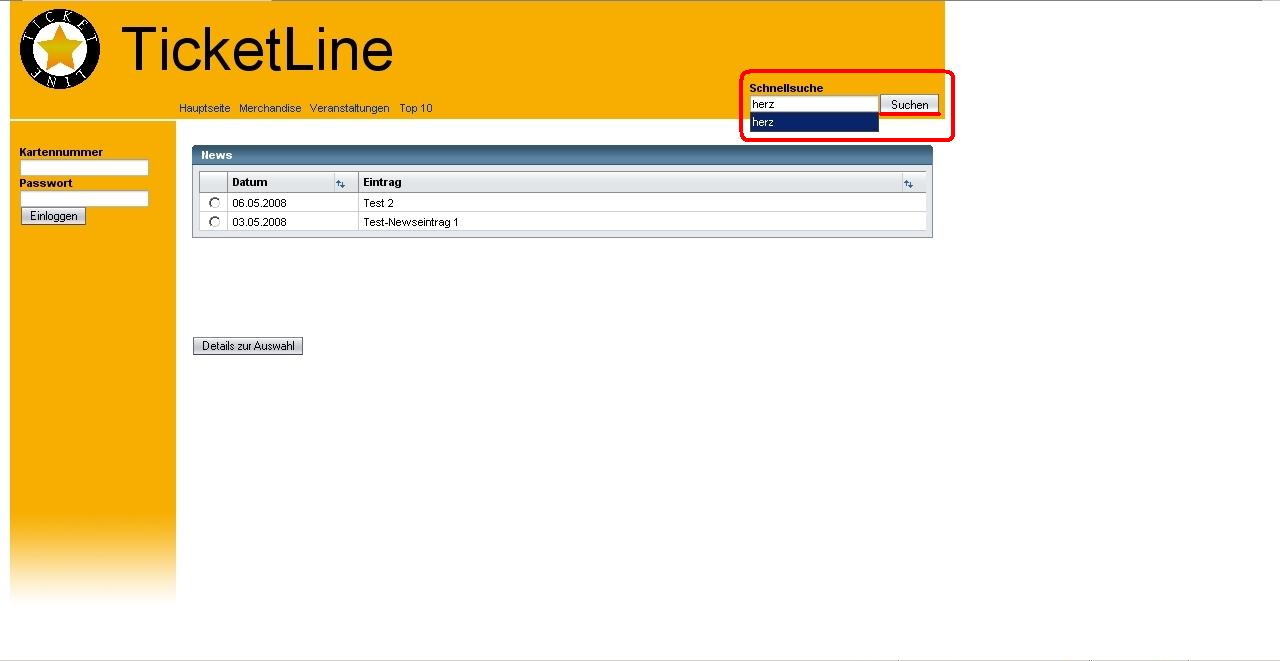 TICKET LINE
TicketLine
Hauptseite Merchandise Veranstaltungen Top 10
Schnellsuche
herz Suchen
herz
Kartennummer
Passwort
Einloggen
News
Datum Eintrag
06.05.2008 Test 2
03.05.2008 Test-Newseintrag 1
Details zur Auswahl